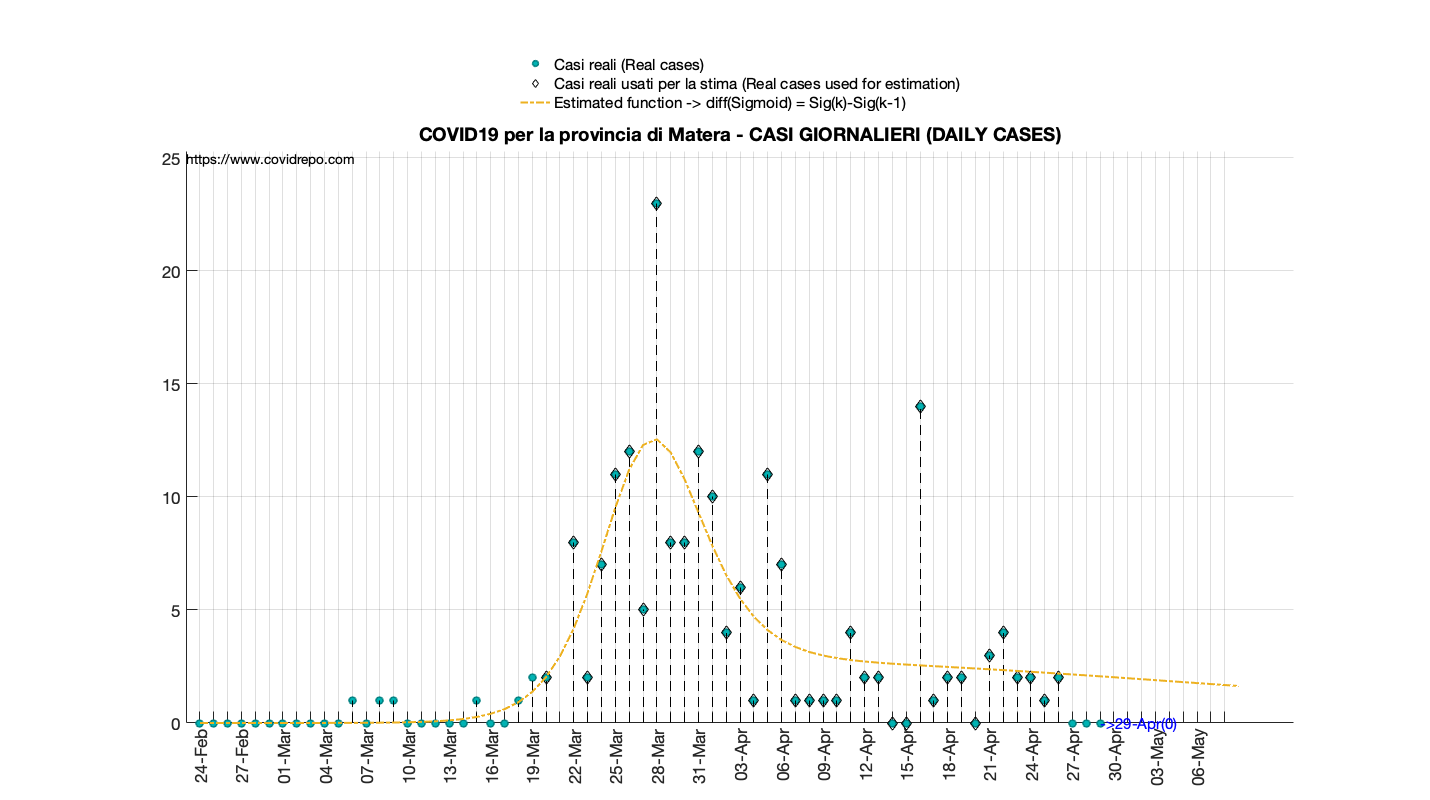 Casi reali (Real cases)
Casi reali usati per la stima (Real cases used for estimation)
Estimated function -> diff(Sigmoid) = Sig(k)-Sig(k-1)
COVID19 per la provincia di Matera - CASI GIORNALIERI (DAILY CASES)
https://www.covidrepo.com
25
20
15
10
5
0
->29-Apr(0)
24-Feb
27-Feb
01-Mar
04-Mar
07-Mar
10-Mar
13-Mar
16-Mar
19-Mar
22-Mar
25-Mar
28-Mar
31-Mar
03-Apr
06-Apr
09-Apr
12-Apr
15-Apr
18-Apr
21-Apr
24-Apr
27-Apr
30-Apr
03-May
06-May